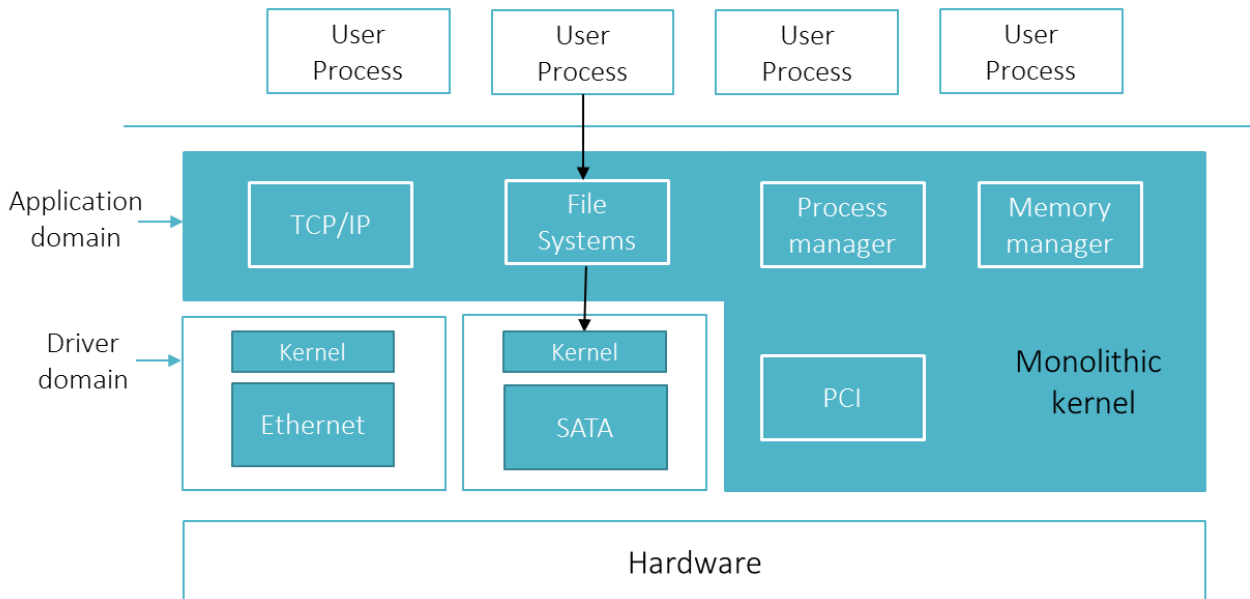 User
Process
User
Process
User
Process
User
Process
Application
domain
TCP/IP
File
Systems
Process
manager
Memory
manager
Driver
domain
Kernel
Ethernet
Kernel
SATA
PCI
Monolithic
kernel
Hardware